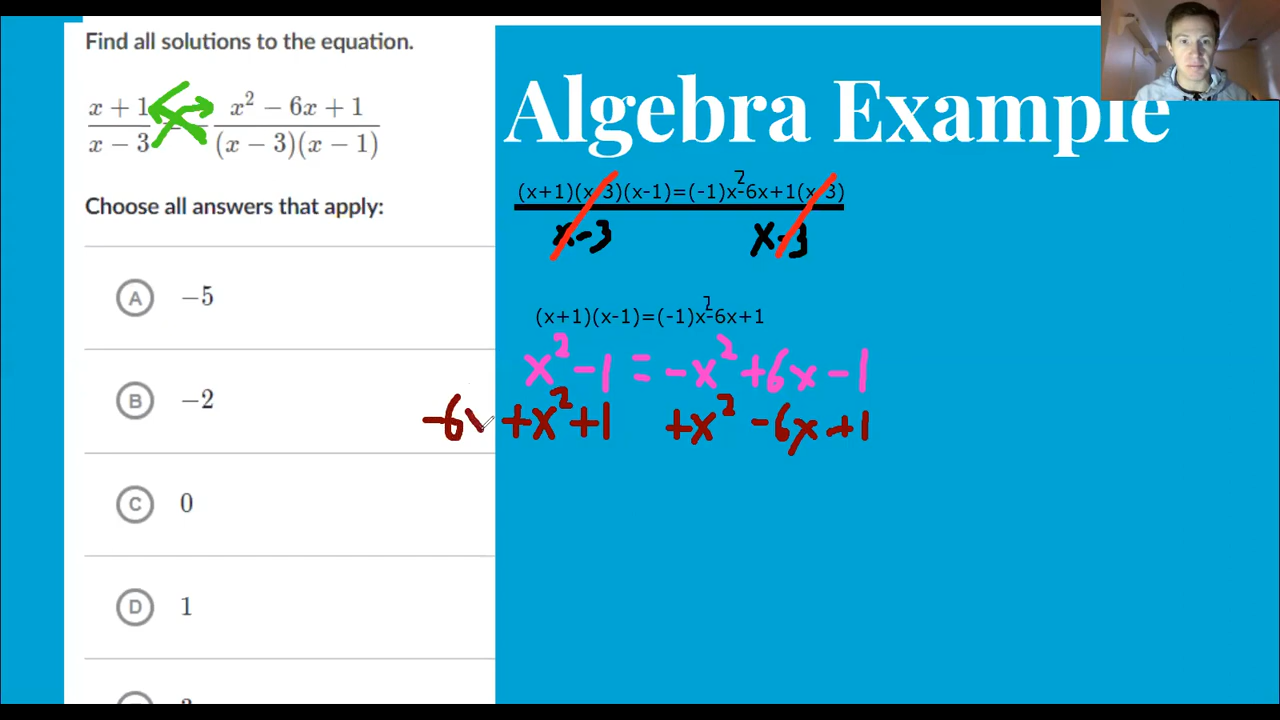 Find all solutions to the equation.
x + 1
x² − 6x + 1
x − 3
(x − 3)(x − 1)
Choose all answers that apply:
A −5
B −2
C 0
D 1
Algebra Example
(x+1)(x-3)(x-1)=(-1)x²-6x+1(x-3)
x-3 x-3
(x+1)(x-1)=(-1)x²-6x+1
x²-1 = -x²+6x-1
-6x +x²+1 +x² -6x +1